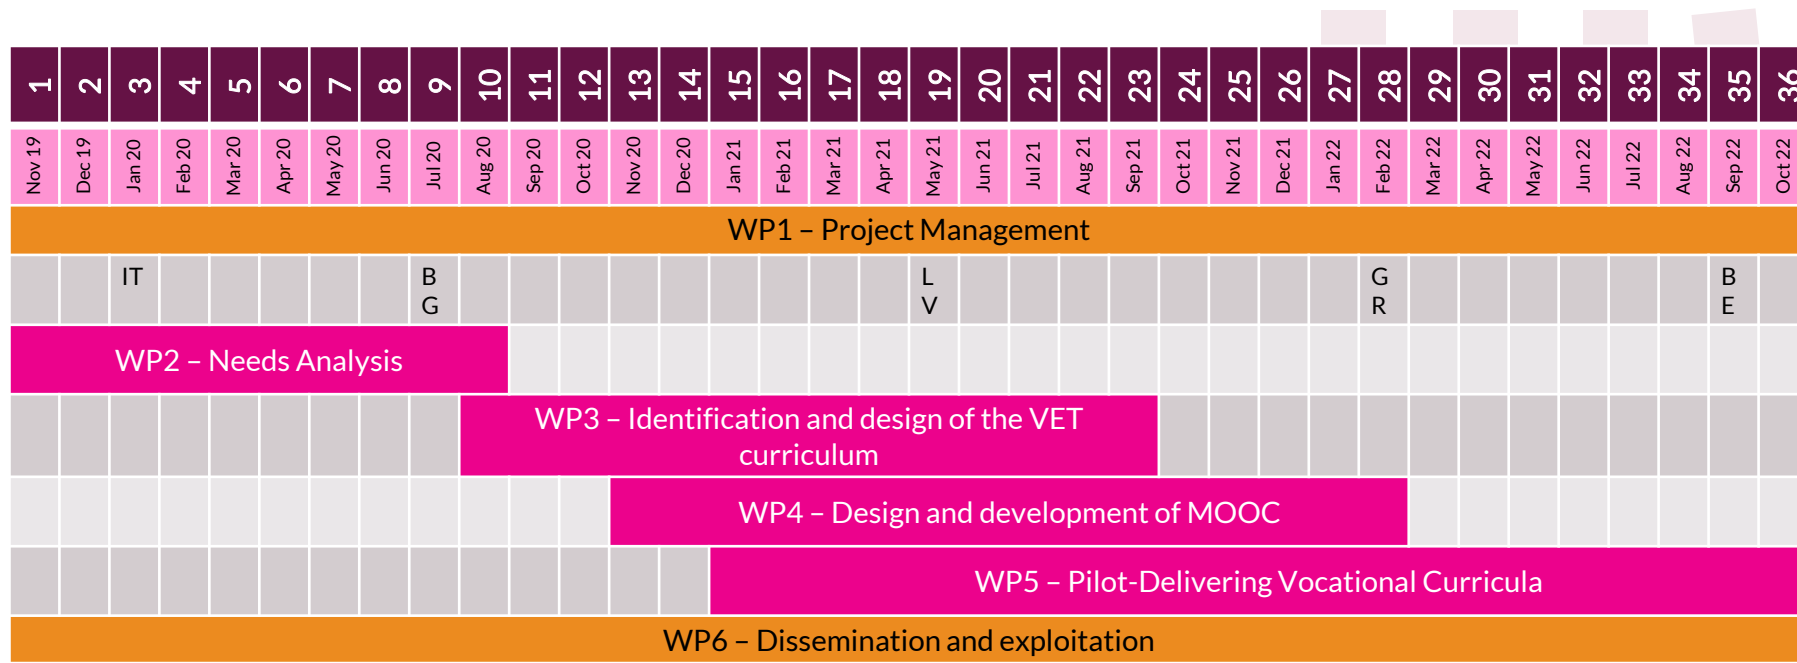 1 2 3 4 5 6 7 8 9 10 11 12 13 14 15 16 17 18 19 20 21 22 23 24 25 26 27 28 29 30 31 32 33 34 35 36
Nov 19 Dec 19 Jan 20 Feb 20 Mar 20 Apr 20 May 20 Jun 20 Jul 20 Aug 20 Sep 20 Oct 20 Nov 20 Dec 20 Jan 21 Feb 21 Mar 21 Apr 21 May 21 Jun 21 Jul 21 Aug 21 Sep 21 Oct 21 Nov 21 Dec 21 Jan 22 Feb 22 Mar 22 Apr 22 May 22 Jun 22 Jul 22 Aug 22 Sep 22 Oct 22
WP1 – Project Management
IT B L G B
G V R E
WP2 – Needs Analysis
WP3 – Identification and design of the VET
curriculum
WP4 – Design and development of MOOC
WP5 – Pilot-Delivering Vocational Curricula
WP6 – Dissemination and exploitation